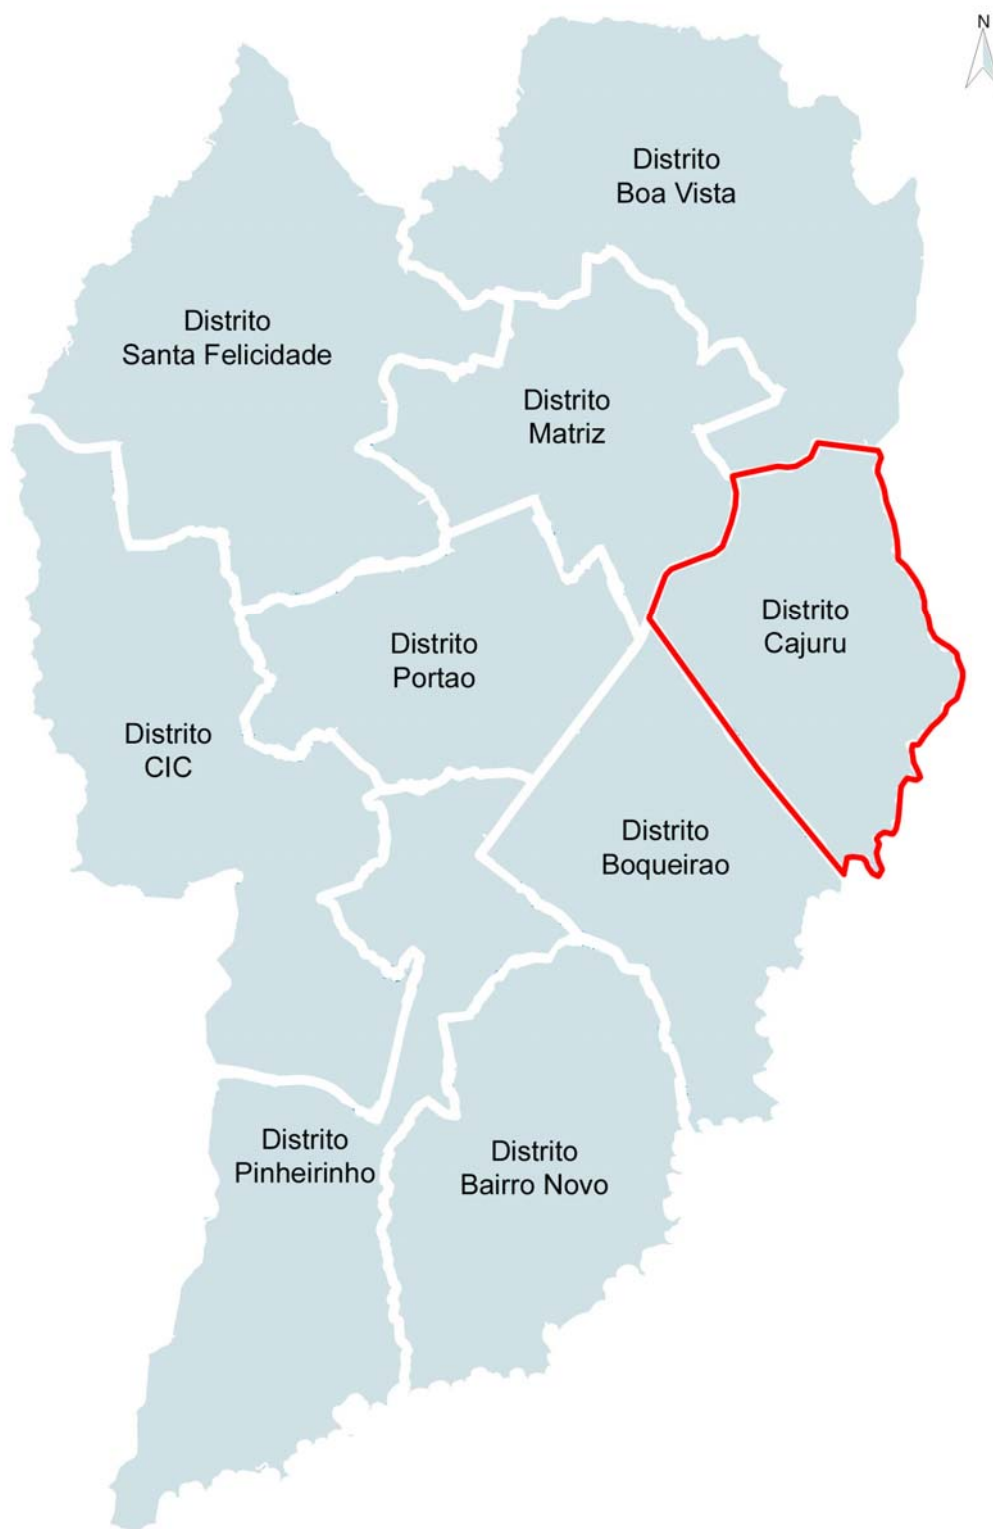 N
Distrito
Boa Vista
Distrito
Santa Felicidade
Distrito
Matriz
Distrito
Cajuru
Distrito
Portao
Distrito
CIC
Distrito
Boqueirao
Distrito
Pinheirinho
Distrito
Bairro Novo